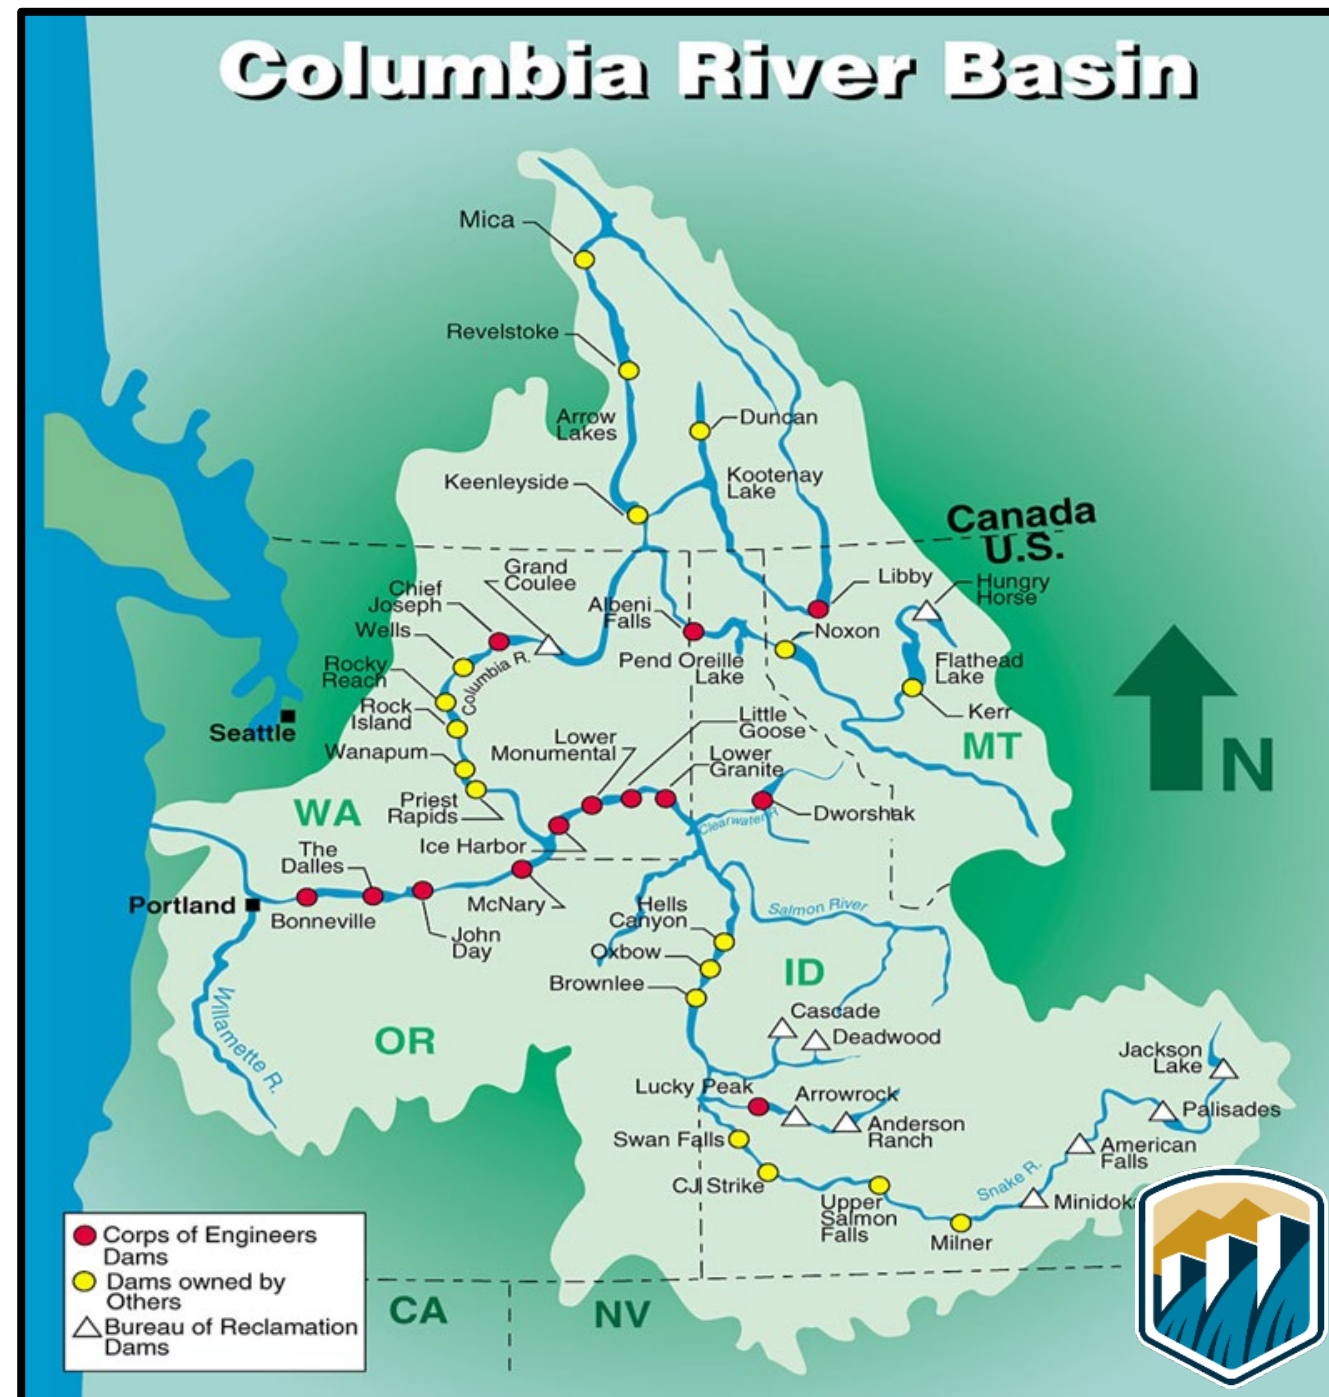 Columbia River Basin
Mica
Revelstoke
Arrow
Lakes
Duncan
Keenleyside
Kootenay
Lake
Canada
U.S.
Grand
Coulee
Chief
Joseph
Albeni
Falls
Libby
Hungry
Horse
Wells
Noxon
Columbia R.
Pend Oreille
Lake
Flathead
Lake
Rocky
Reach
Rock
Island
Kerr
Seattle
Little
Goose
Lower
Monumental
Lower
Granite
MT
N
Wanapum
Priest
Rapids
WA
Dworshak
Clearwater R
Ice Harbor
The
Dalles
Portland
Bonneville
McNary
John
Day
Hells
Canyon
Salmon River
Oxbow
Brownlee
ID
Willamette R.
OR
Cascade
Deadwood
Jackson
Lake
Lucky Peak
Arrowrock
Palisades
Anderson
Ranch
Swan Falls
American
Falls
CJ Strike
Snake R.
Upper
Salmon
Falls
Minidok
Milner
Corps of Engineers
Dams
Dams owned by
Others
Bureau of Reclamation
Dams
CA
NV